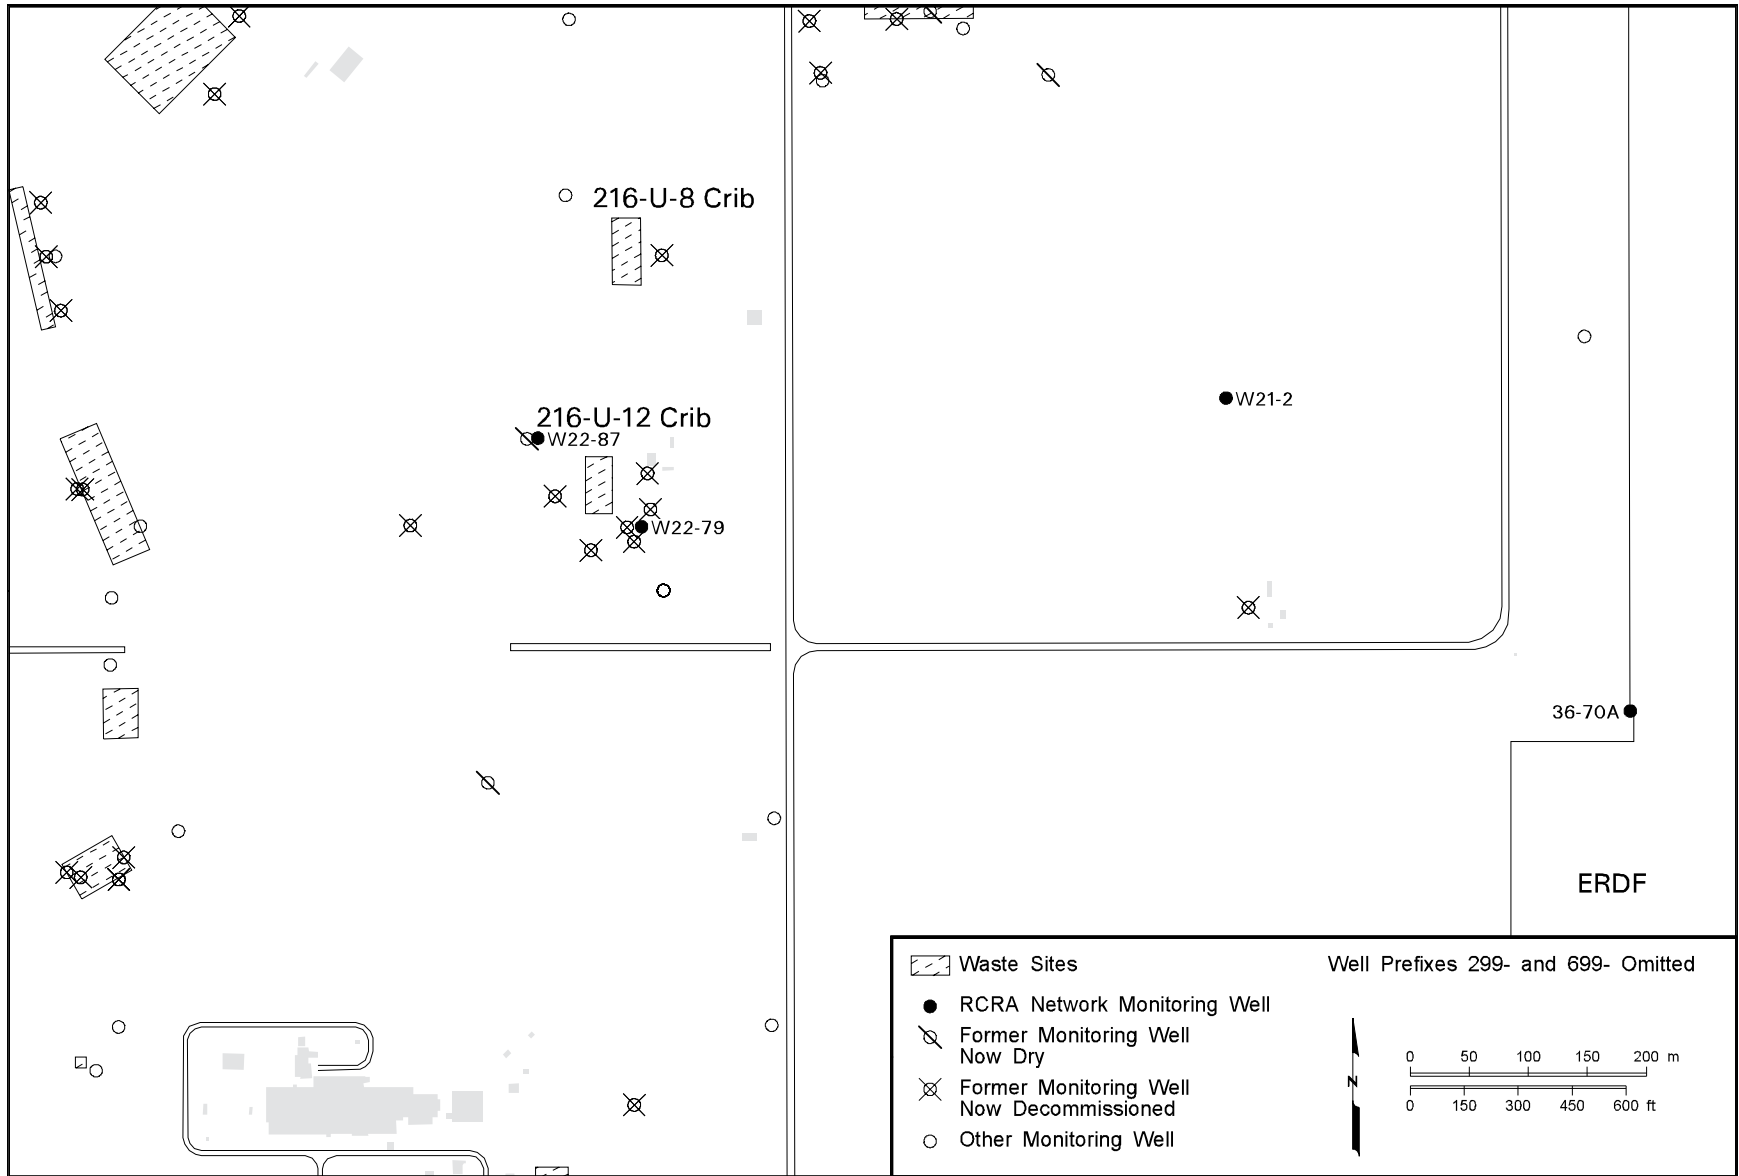 216-U-8 Crib
W21-2
216-U-12 Crib
W22-87
W22-79
36-70A
ERDF
Waste Sites
Well Prefixes 299- and 699- Omitted
RCRA Network Monitoring Well
Former Monitoring Well
Now Dry
Former Monitoring Well
Now Decommissioned
Other Monitoring Well
N
0 50 100 150 200 m
0 150 300 450 600 ft